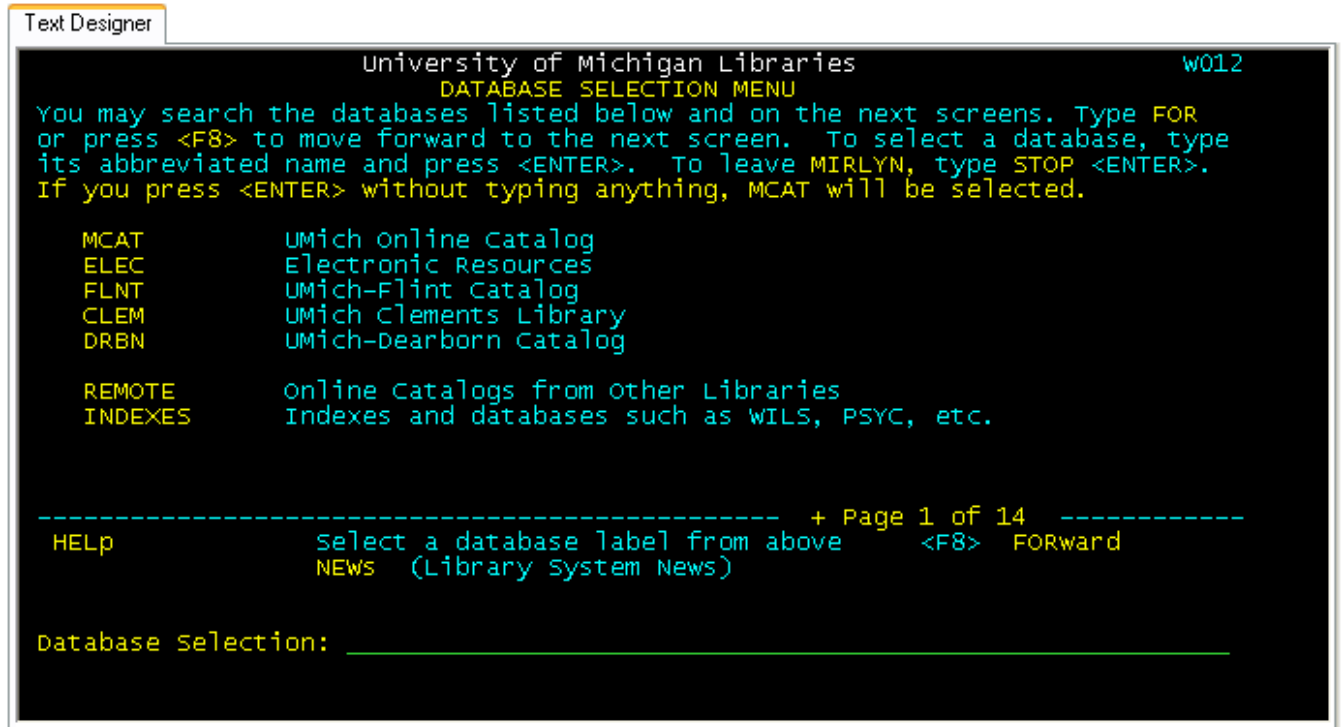 Text Designer
University of Michigan Libraries W012
DATABASE SELECTION MENU
You may search the databases listed below and on the next screens. Type FOR
or press <F8> to move forward to the next screen. To select a database, type
its abbreviated name and press <ENTER>. To leave MIRLYN, type STOP <ENTER>.
If you press <ENTER> without typing anything, MCAT will be selected.
MCAT UMich Online Catalog
ELEC Electronic Resources
FLNT UMich-Flint Catalog
CLEM UMich Clements Library
DRBN UMich-Dearborn Catalog
REMOTE Online Catalogs from Other Libraries
INDEXES Indexes and databases such as WILS, PSYC, etc.
------------------------------------------------ + Page 1 of 14 ------------
HELp Select a database label from above <F8> FORward
NEWs (Library System News)
Database Selection: ___________________________________________________________